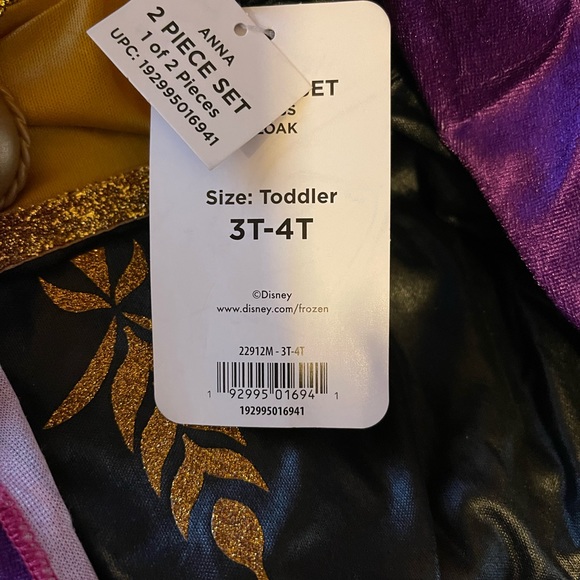 ANNA
2 PIECE SET
1 of 2 Pieces
UPC: 192995016941
ET
LOAK
Size: Toddler
3T-4T
©Disney
www.disney.com/frozen
22912M - 3T-4T
1 92995 01694 1
192995016941